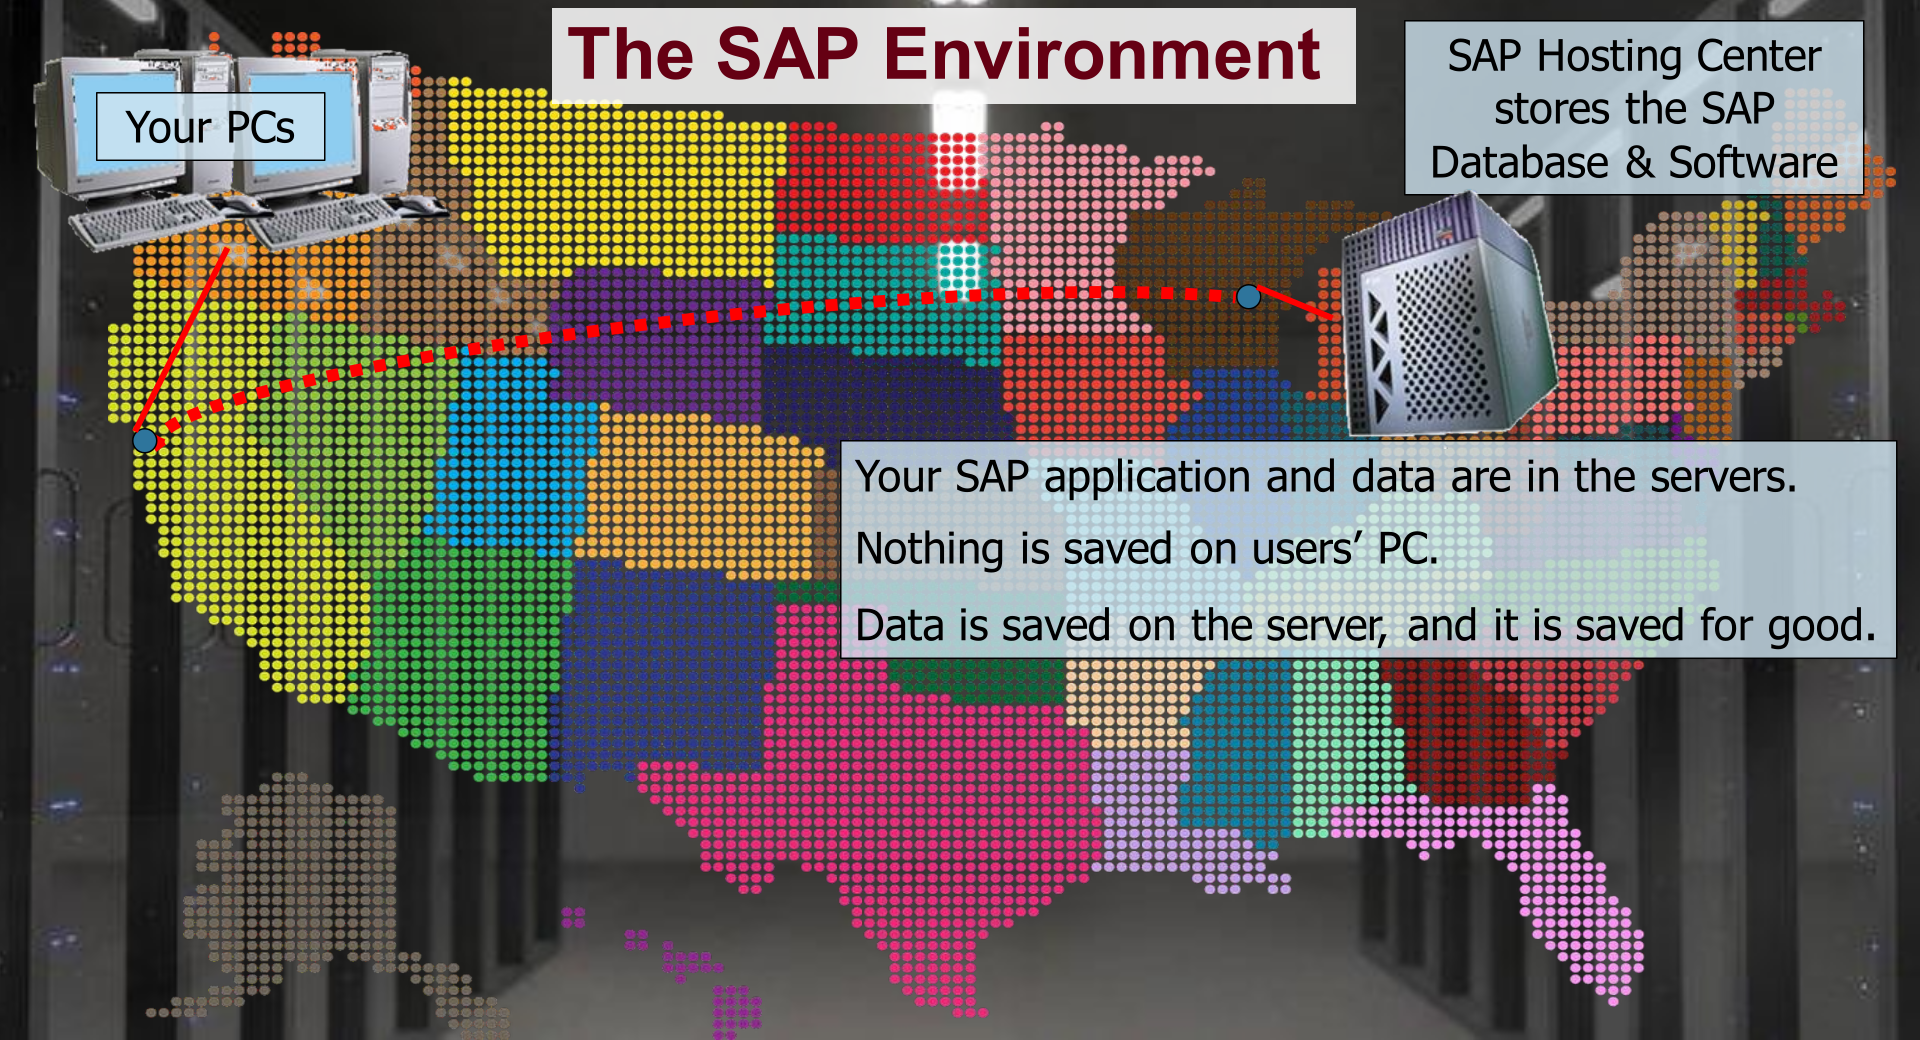 The SAP Environment
Your PCs
SAP Hosting Center
stores the SAP
Database & Software
Your SAP application and data are in the servers.
Nothing is saved on users’ PC.
Data is saved on the server, and it is saved for good.